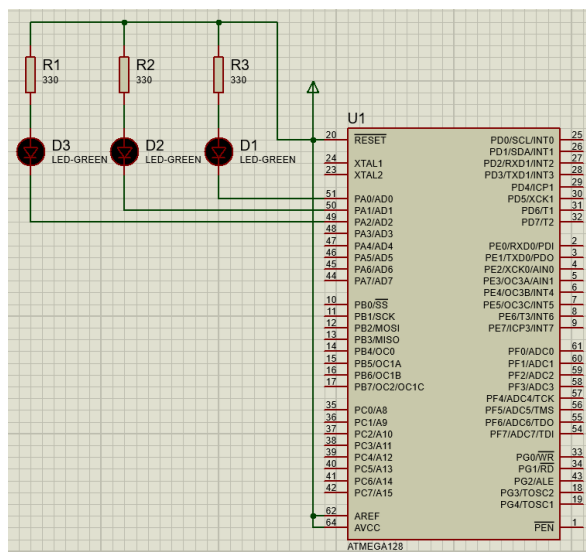 R1
330
R2
330
R3
330
D3
LED-GREEN
D2
LED-GREEN
D1
LED-GREEN
U1
20 RESET
24 XTAL1
23 XTAL2
51 PA0/AD0
50 PA1/AD1
49 PA2/AD2
48 PA3/AD3
47 PA4/AD4
46 PA5/AD5
45 PA6/AD6
44 PA7/AD7
10 PB0/SS
11 PB1/SCK
12 PB2/MOSI
13 PB3/MISO
14 PB4/OC0
15 PB5/OC1A
16 PB6/OC1B
17 PB7/OC2/OC1C
35 PC0/A8
36 PC1/A9
37 PC2/A10
38 PC3/A11
39 PC4/A12
40 PC5/A13
41 PC6/A14
42 PC7/A15
62 AREF
64 AVCC
PD0/SCL/INT0 25
PD1/SDA/INT1 26
PD2/RXD1/INT2 27
PD3/TXD1/INT3 28
PD4/ICP1 29
PD5/XCK1 30
PD6/T1 31
PD7/T2 32
PE0/RXD0/PDI 2
PE1/TXD0/PDO 3
PE2/XCK0/AIN0 4
PE3/OC3A/AIN1 5
PE4/OC3B/INT4 6
PE5/OC3C/INT5 7
PE6/T3/INT6 8
PE7/ICP3/INT7 9
PF0/ADC0 61
PF1/ADC1 60
PF2/ADC2 59
PF3/ADC3 58
PF4/ADC4/TCK 57
PF5/ADC5/TMS 56
PF6/ADC6/TDO 55
PF7/ADC7/TDI 54
PG0/WR 33
PG1/RD 34
PG2/ALE 43
PG3/TOSC2 18
PG4/TOSC1 19
PEN 1
ATMEGA128